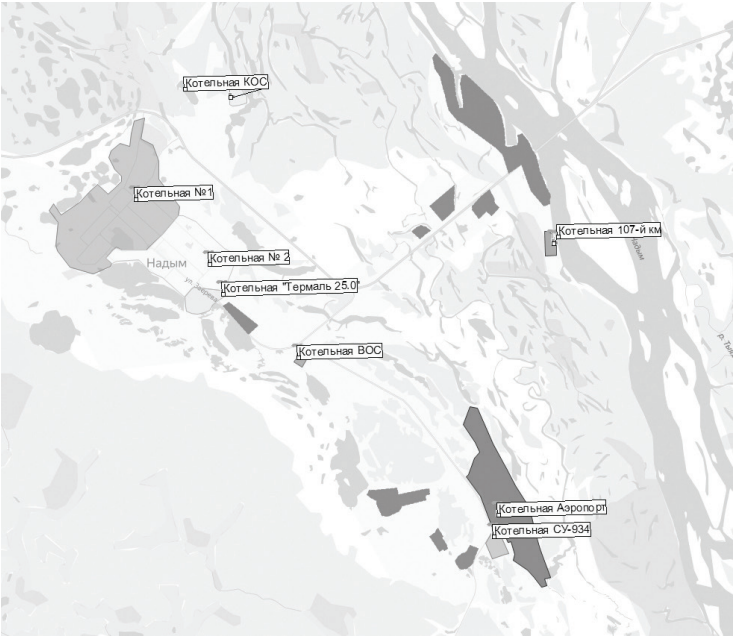 Котельная КОС
Котельная №1
Котельная 107-й км
Надым
Котельная № 2
Надым
Котельная "Термаль 25.0"
Котельная ВОС
Котельная Аэропорт
Котельная СУ-934